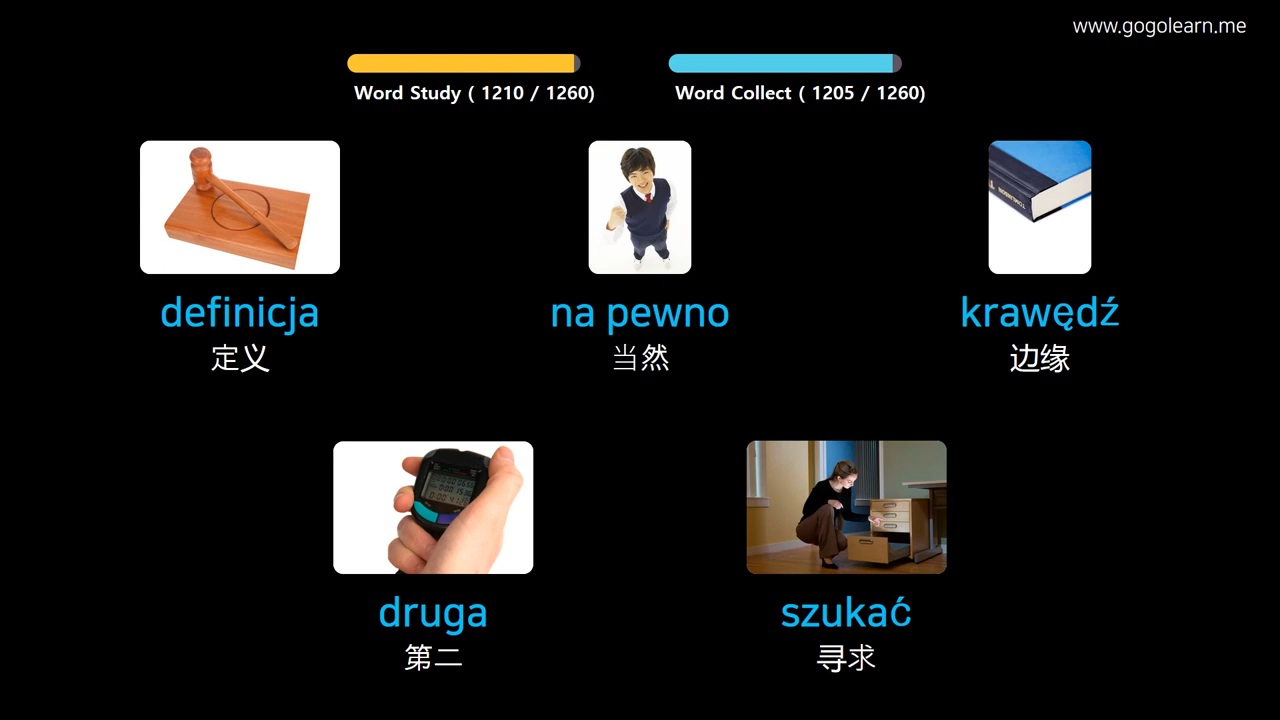 www.gogolearn.me
Word Study ( 1210 / 1260)
Word Collect ( 1205 / 1260)
definicja
定义
na pewno
当然
krawędź
边缘
druga
第二
szukać
寻求